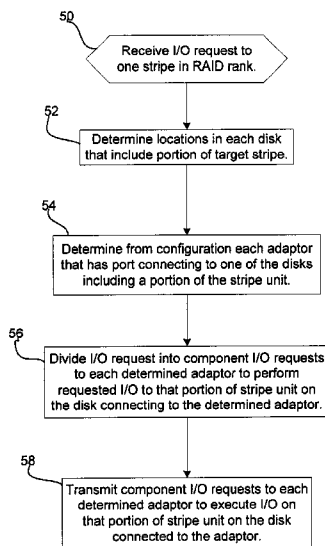 50
Receive I/O request to
one stripe in RAID rank.
52
Determine locations in each disk
that include portion of target stripe.
54
Determine from configuration each adaptor
that has port connecting to one of the disks
including a portion of the stripe unit.
56
Divide I/O request into component I/O requests
to each determined adaptor to perform
requested I/O to that portion of stripe unit on
the disk connecting to the determined adaptor.
58
Transmit component I/O requests to each
determined adaptor to execute I/O on
that portion of stripe unit on the disk
connected to the adaptor.